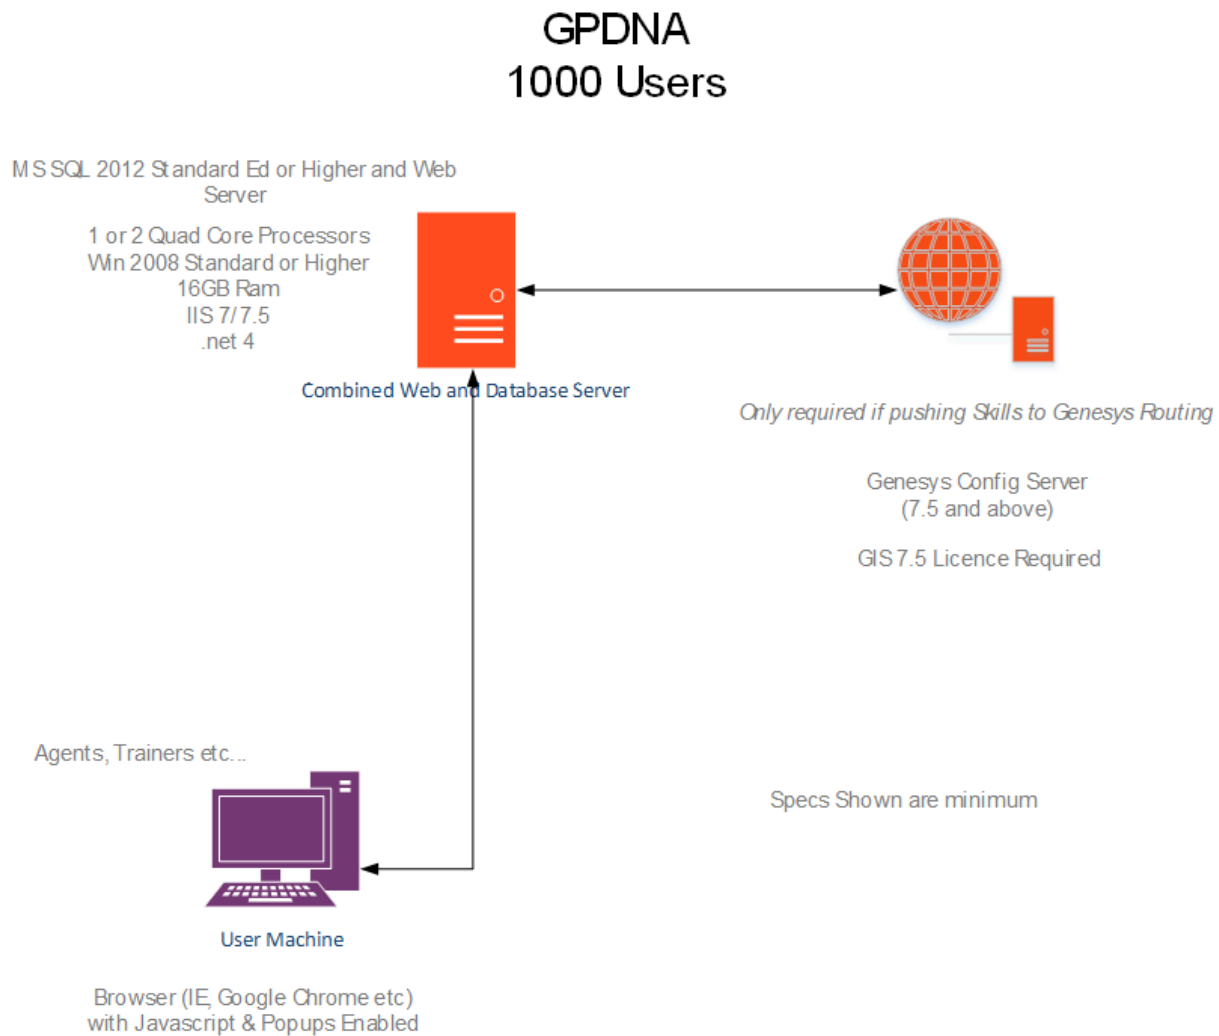 GPDNA
1000 Users
MS SQL 2012 Standard Ed or Higher and Web
Server
1 or 2 Quad Core Processors
Win 2008 Standard or Higher
16GB Ram
IIS 7/7.5
.net 4
Combined Web and Database Server
Only required if pushing Skills to Genesys Routing
Genesys Config Server
(7.5 and above)
GIS 7.5 Licence Required
Agents, Trainers etc...
Specs Shown are minimum
User Machine
Browser (IE, Google Chrome etc)
with Javascript & Popups Enabled